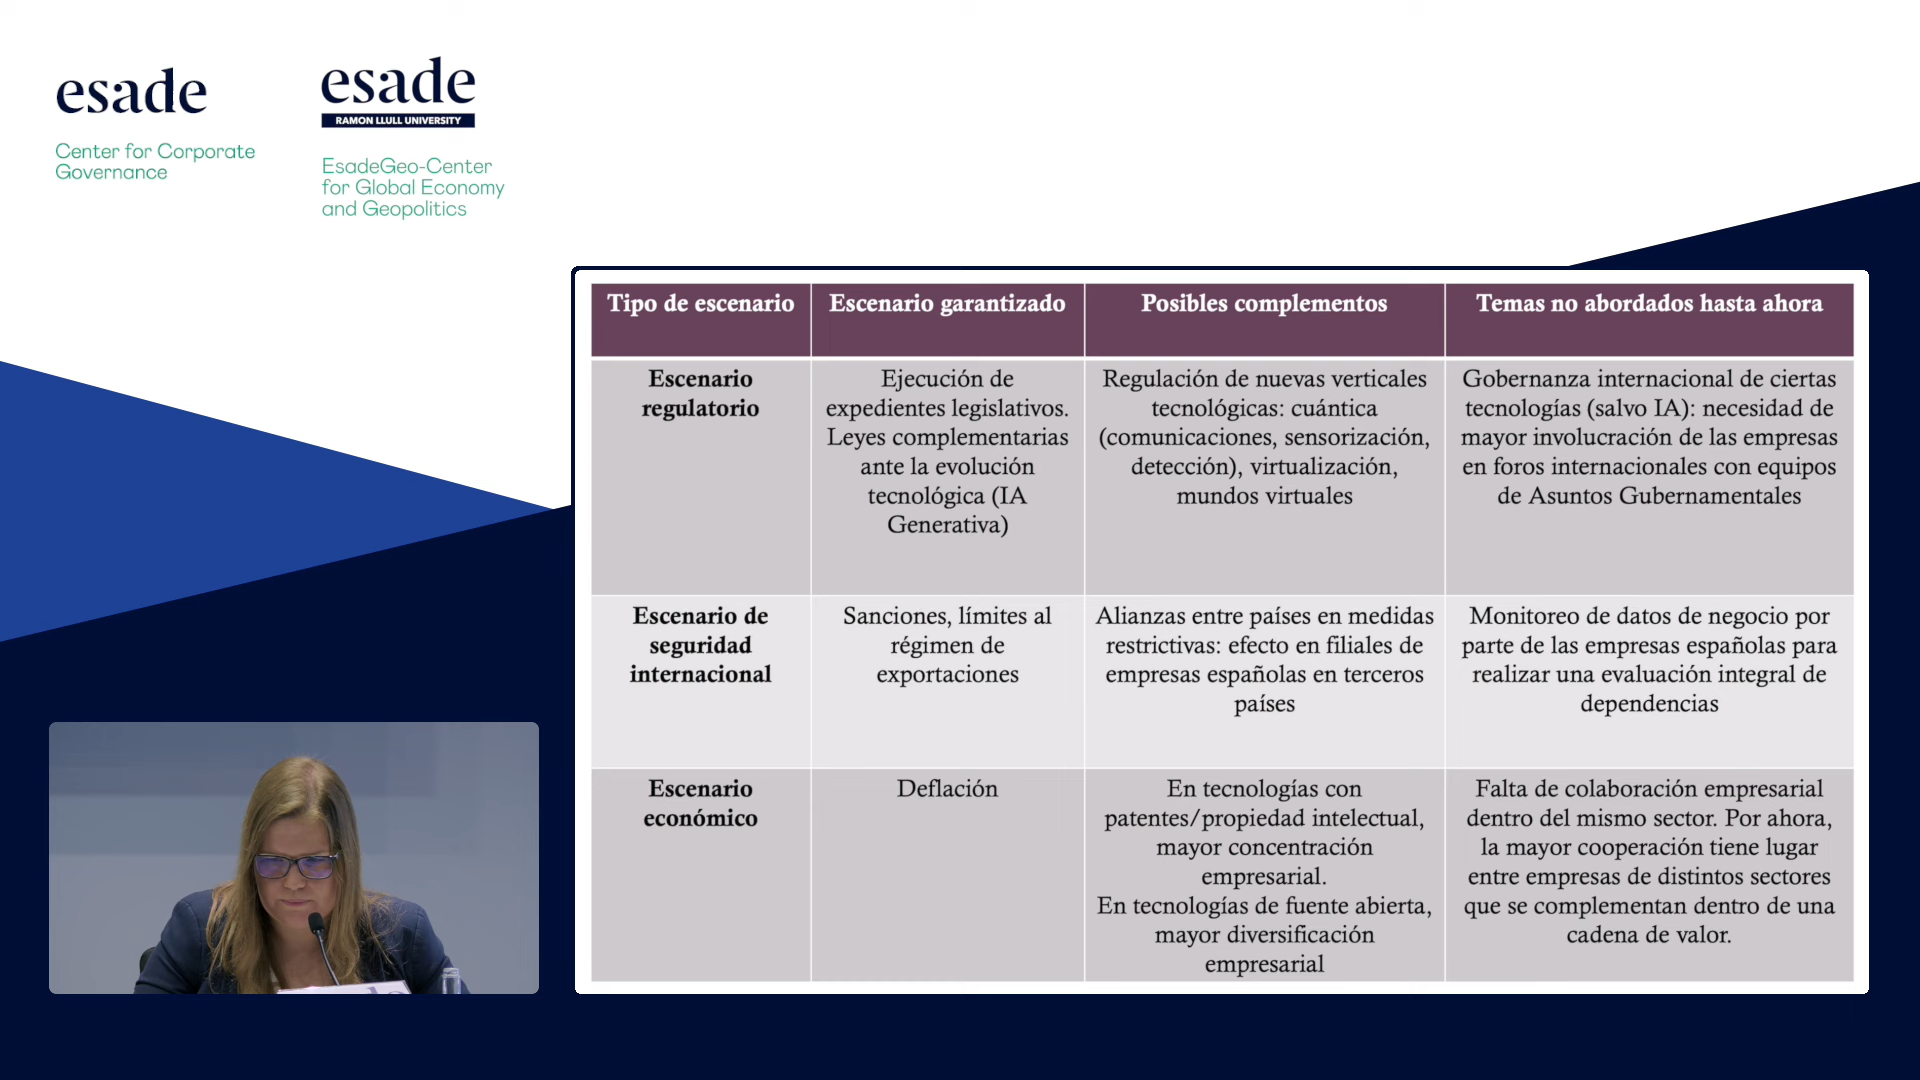 esade
Center for Corporate
Governance
esade
RAMON LLULL UNIVERSITY
EsadeGeo-Center
for Global Economy
and Geopolitics
Tipo de escenario
Escenario garantizado
Posibles complementos
Temas no abordados hasta ahora
Escenario
regulatorio
Ejecución de
expedientes legislativos.
Leyes complementarias
ante la evolución
tecnológica (IA
Generativa)
Regulación de nuevas verticales
tecnológicas: cuántica
(comunicaciones, sensorización,
detección), virtualización,
mundos virtuales
Gobernanza internacional de ciertas
tecnologías (salvo IA): necesidad de
mayor involucración de las empresas
en foros internacionales con equipos
de Asuntos Gubernamentales
Escenario de
seguridad
internacional
Sanciones, límites al
régimen de
exportaciones
Alianzas entre países en medidas
restrictivas: efecto en filiales de
empresas españolas en terceros
países
Monitoreo de datos de negocio por
parte de las empresas españolas para
realizar una evaluación integral de
dependencias
Escenario
económico
Deflación
En tecnologías con
patentes/propiedad intelectual,
mayor concentración
empresarial.
En tecnologías de fuente abierta,
mayor diversificación
empresarial
Falta de colaboración empresarial
dentro del mismo sector. Por ahora,
la mayor cooperación tiene lugar
entre empresas de distintos sectores
que se complementan dentro de una
cadena de valor.